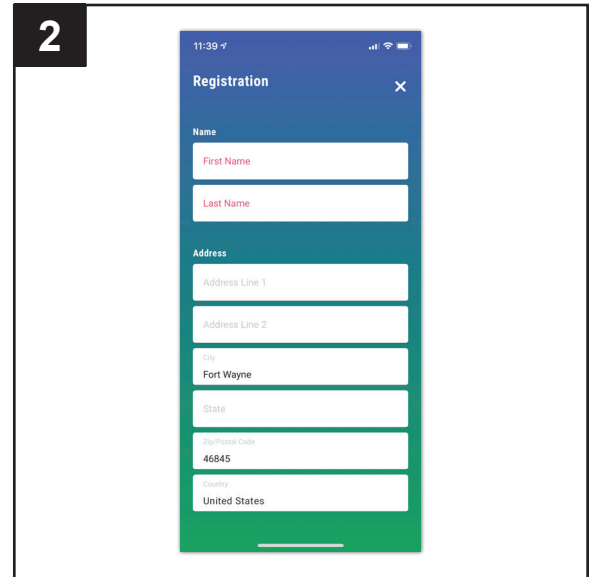 2
11:39
Registration
Name
First Name
Last Name
Address
Address Line 1
Address Line 2
City
Fort Wayne
State
Zip/Postal Code
46845
Country
United States